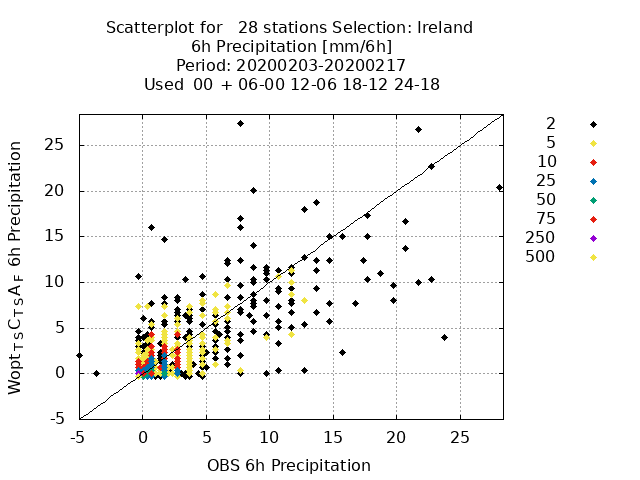 Scatterplot for   28 stations Selection: Ireland
6h Precipitation [mm/6h]
Period: 20200203-20200217
Used  00  + 06-00 12-06 18-12 24-18
Wopt_TSC_TSA_F 6h Precipitation
25
20
15
10
5
0
-5
-5 0 5 10 15 20 25
OBS 6h Precipitation
2
5
10
25
50
75
250
500